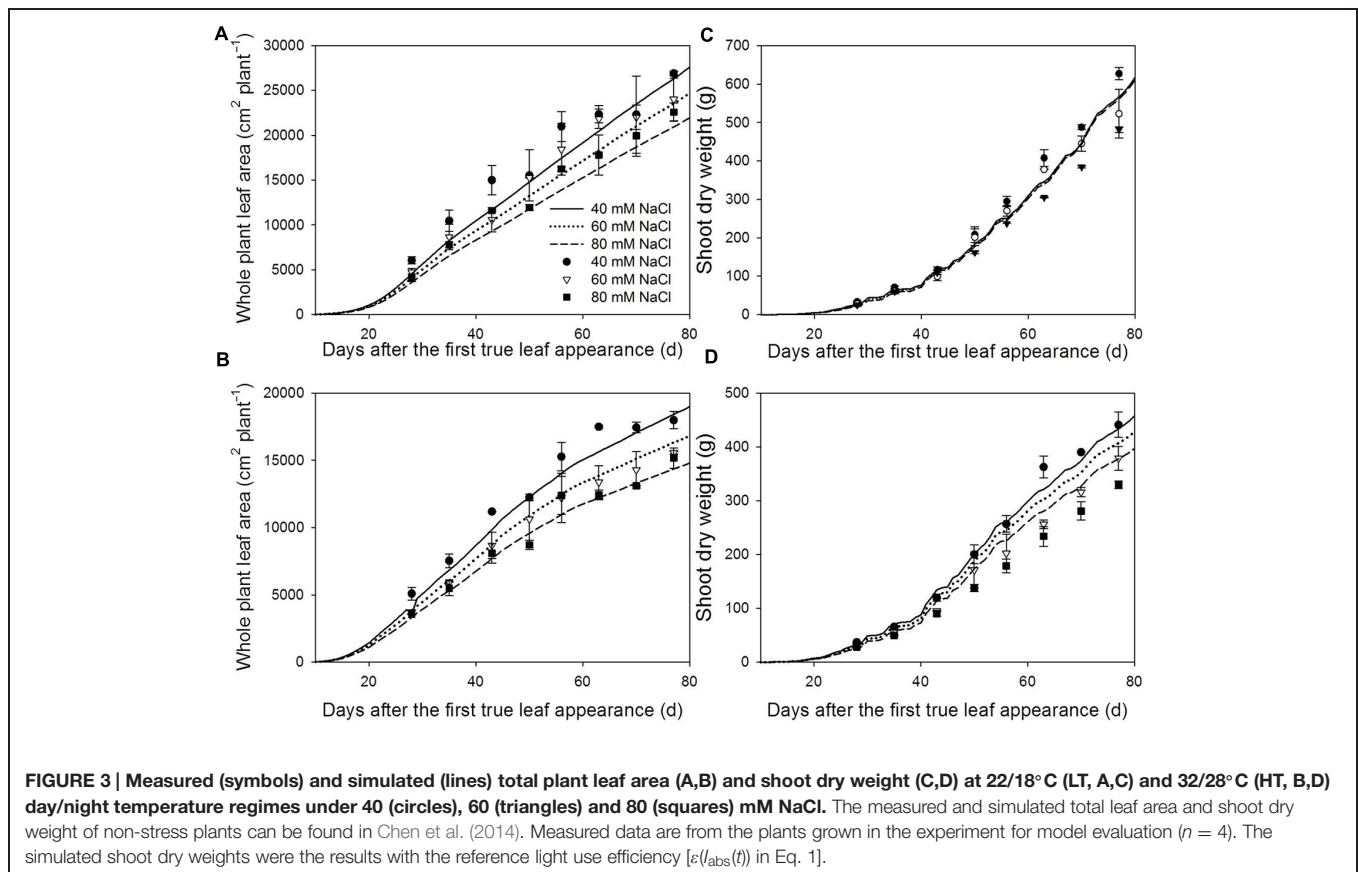 A
Whole plant leaf area (cm² plant⁻¹)
30000
25000
20000
15000
10000
5000
0
20
40
60
80
Days after the first true leaf appearance (d)
40 mM NaCl
60 mM NaCl
80 mM NaCl
40 mM NaCl
60 mM NaCl
80 mM NaCl
C
Shoot dry weight (g)
700
600
500
400
300
200
100
0
20
40
60
80
Days after the first true leaf appearance (d)
B
Whole plant leaf area (cm² plant⁻¹)
20000
15000
10000
5000
0
20
40
60
80
Days after the first true leaf appearance (d)
D
Shoot dry weight (g)
500
400
300
200
100
0
20
40
60
80
Days after the first true leaf appearance (d)
FIGURE 3 | Measured (symbols) and simulated (lines) total plant leaf area (A,B) and shoot dry weight (C,D) at 22/18°C (LT, A,C) and 32/28°C (HT, B,D)
day/night temperature regimes under 40 (circles), 60 (triangles) and 80 (squares) mM NaCl. The measured and simulated total leaf area and shoot dry
weight of non-stress plants can be found in Chen et al. (2014). Measured data are from the plants grown in the experiment for model evaluation (n = 4). The
simulated shoot dry weights were the results with the reference light use efficiency [ε(Iabs(t)) in Eq. 1].